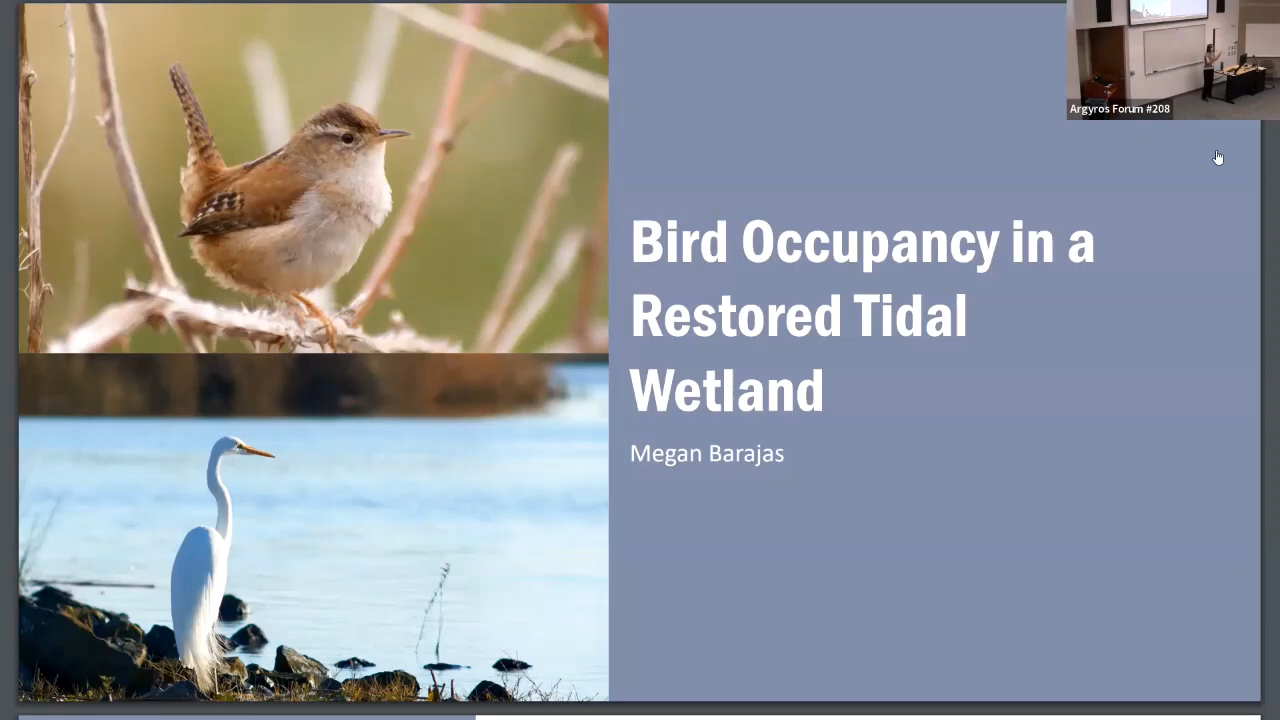 Argyros Forum #208
Bird Occupancy in a
Restored Tidal
Wetland
Megan Barajas